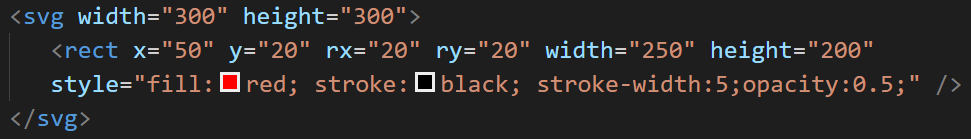 <svg width="300" height="300">
<rect x="50" y="20" rx="20" ry="20" width="250" height="200"
style="fill:red; stroke:black; stroke-width:5;opacity:0.5;" />
</svg>